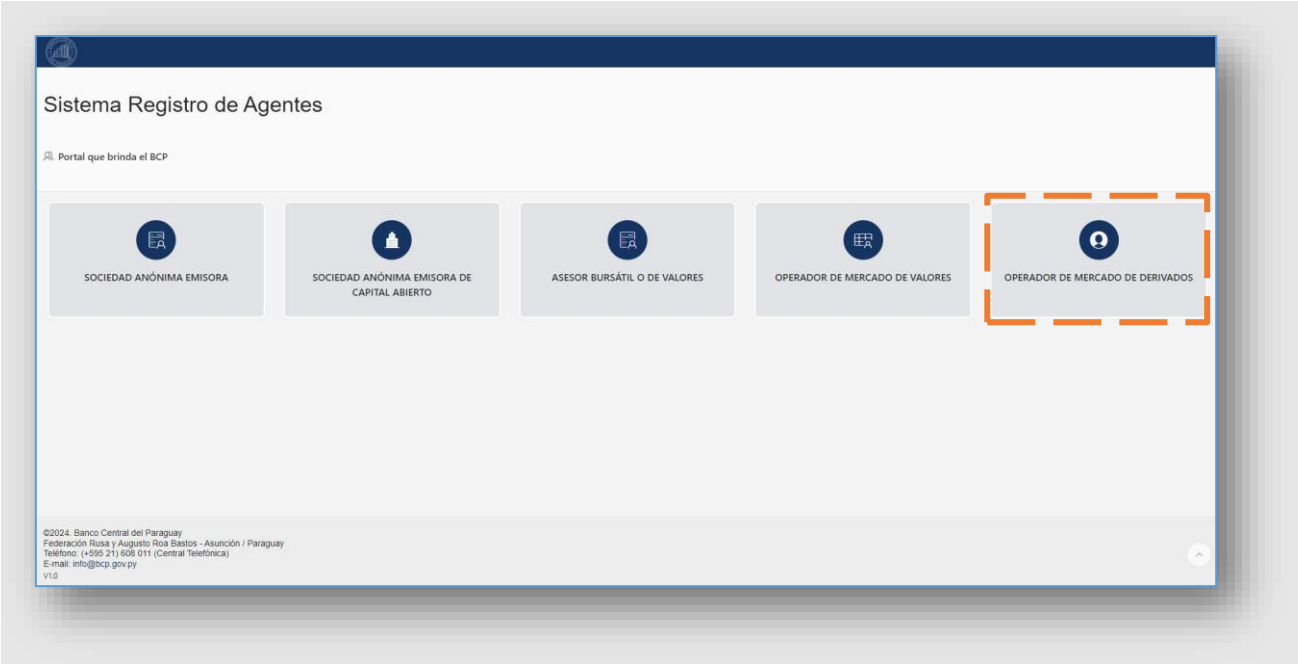 Sistema Registro de Agentes
Portal que brinda el BCP
SOCIEDAD ANÓNIMA EMISORA
SOCIEDAD ANÓNIMA EMISORA DE
CAPITAL ABIERTO
ASESOR BURSÁTIL O DE VALORES
OPERADOR DE MERCADO DE VALORES
OPERADOR DE MERCADO DE DERIVADOS
©2024. Banco Central del Paraguay
Federación Rusa y Augusto Roa Bastos - Asunción / Paraguay
Teléfono: (+595 21) 608 011 (Central Telefónica)
E-mail: info@bcp.gov.py
V1.0